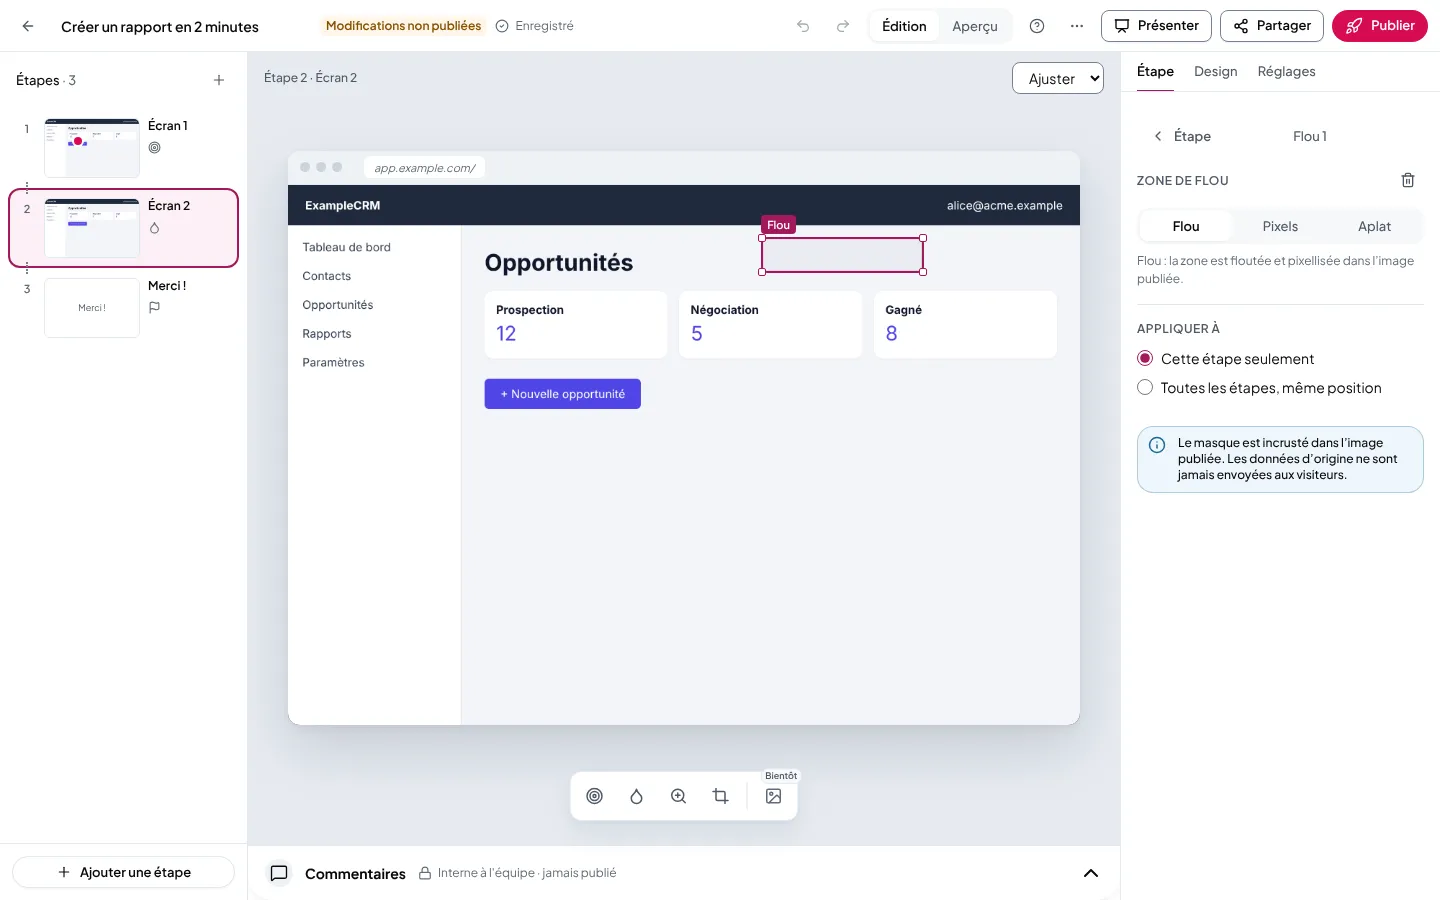 Créer un rapport en 2 minutes
Modifications non publiées
Enregistré
Édition
Aperçu
Présenter
Partager
Publier
Étapes · 3
1
Écran 1
2
Écran 2
3
Merci !
Merci !
Ajouter une étape
Étape 2 · Écran 2
Ajuster
app.example.com/
ExampleCRM
alice@acme.example
Tableau de bord
Contacts
Opportunités
Rapports
Paramètres
Flou
Opportunités
Prospection
12
Négociation
5
Gagné
8
+ Nouvelle opportunité
Bientôt
Commentaires
Interne à l'équipe · jamais publié
Étape
Design
Réglages
Étape
Flou 1
ZONE DE FLOU
Flou
Pixels
Aplat
Flou : la zone est floutée et pixellisée dans l'image
publiée.
APPLIQUER À
Cette étape seulement
Toutes les étapes, même position
Le masque est incrusté dans l'image
publiée. Les données d'origine ne sont
jamais envoyées aux visiteurs.